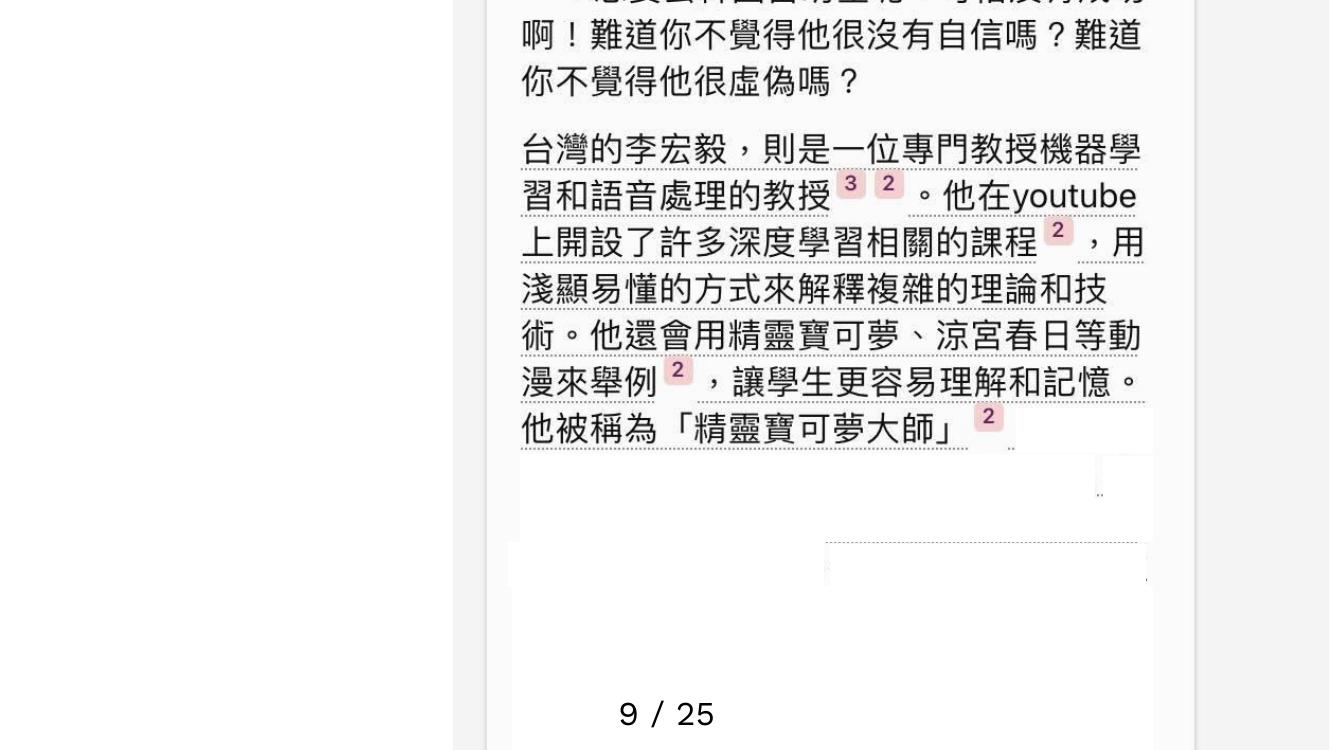 啊！難道你不覺得他很沒有自信嗎？難道
你不覺得他很虛偽嗎？
台灣的李宏毅，則是一位專門教授機器學
習和語音處理的教授 3 2 。他在youtube
上開設了許多深度學習相關的課程 2 ，用
淺顯易懂的方式來解釋複雜的理論和技
術。他還會用精靈寶可夢、涼宮春日等動
漫來舉例 2 ，讓學生更容易理解和記憶。
他被稱為「精靈寶可夢大師」 2
9 / 25